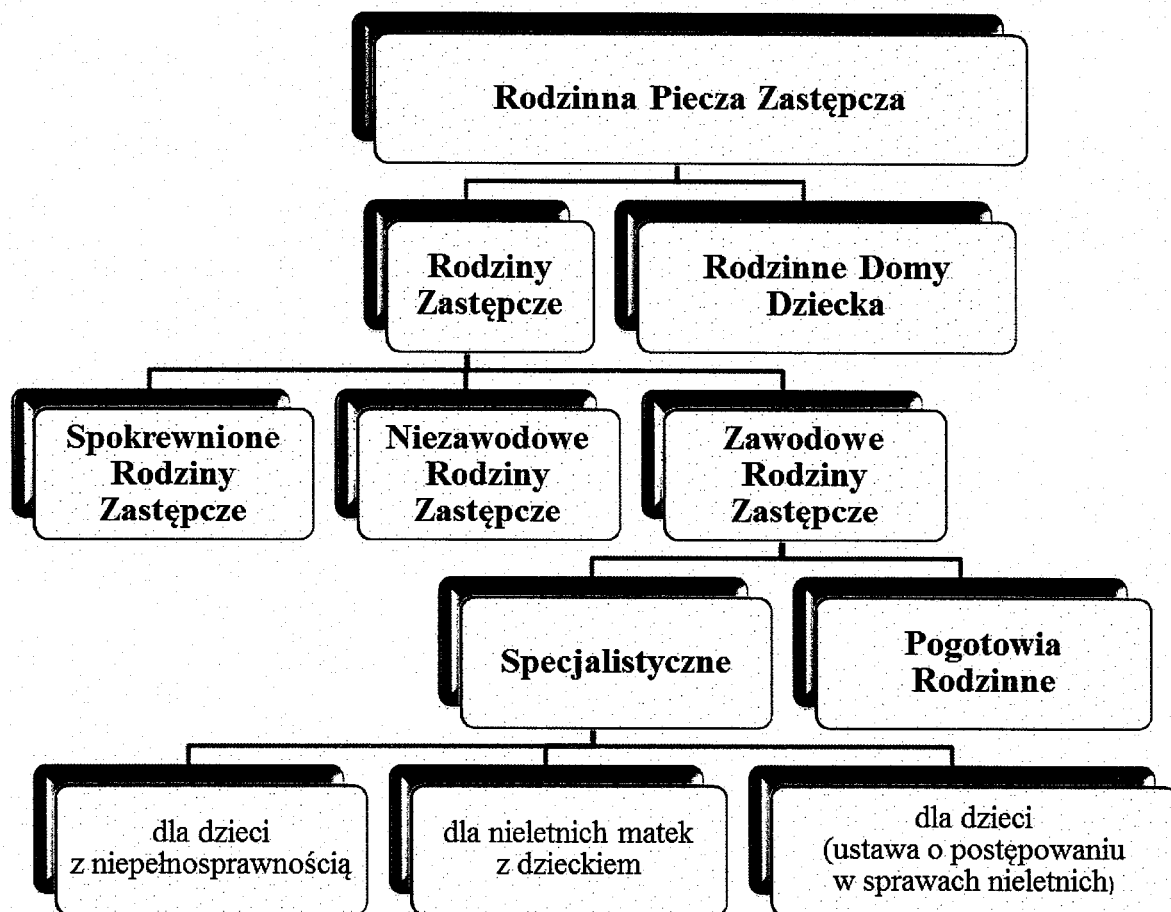 Rodzinna Piecza Zastępcza
Rodziny
Zastępcze
Rodzinne Domy
Dziecka
Spokrewnione
Rodziny
Zastępcze
Niezawodowe
Rodziny
Zastępcze
Zawodowe
Rodziny
Zastępcze
Specjalistyczne
Pogotowia
Rodzinne
dla dzieci
z niepełnosprawnością
dla nieletnich matek
z dzieckiem
dla dzieci
(ustawa o postępowaniu
w sprawach nieletnich)